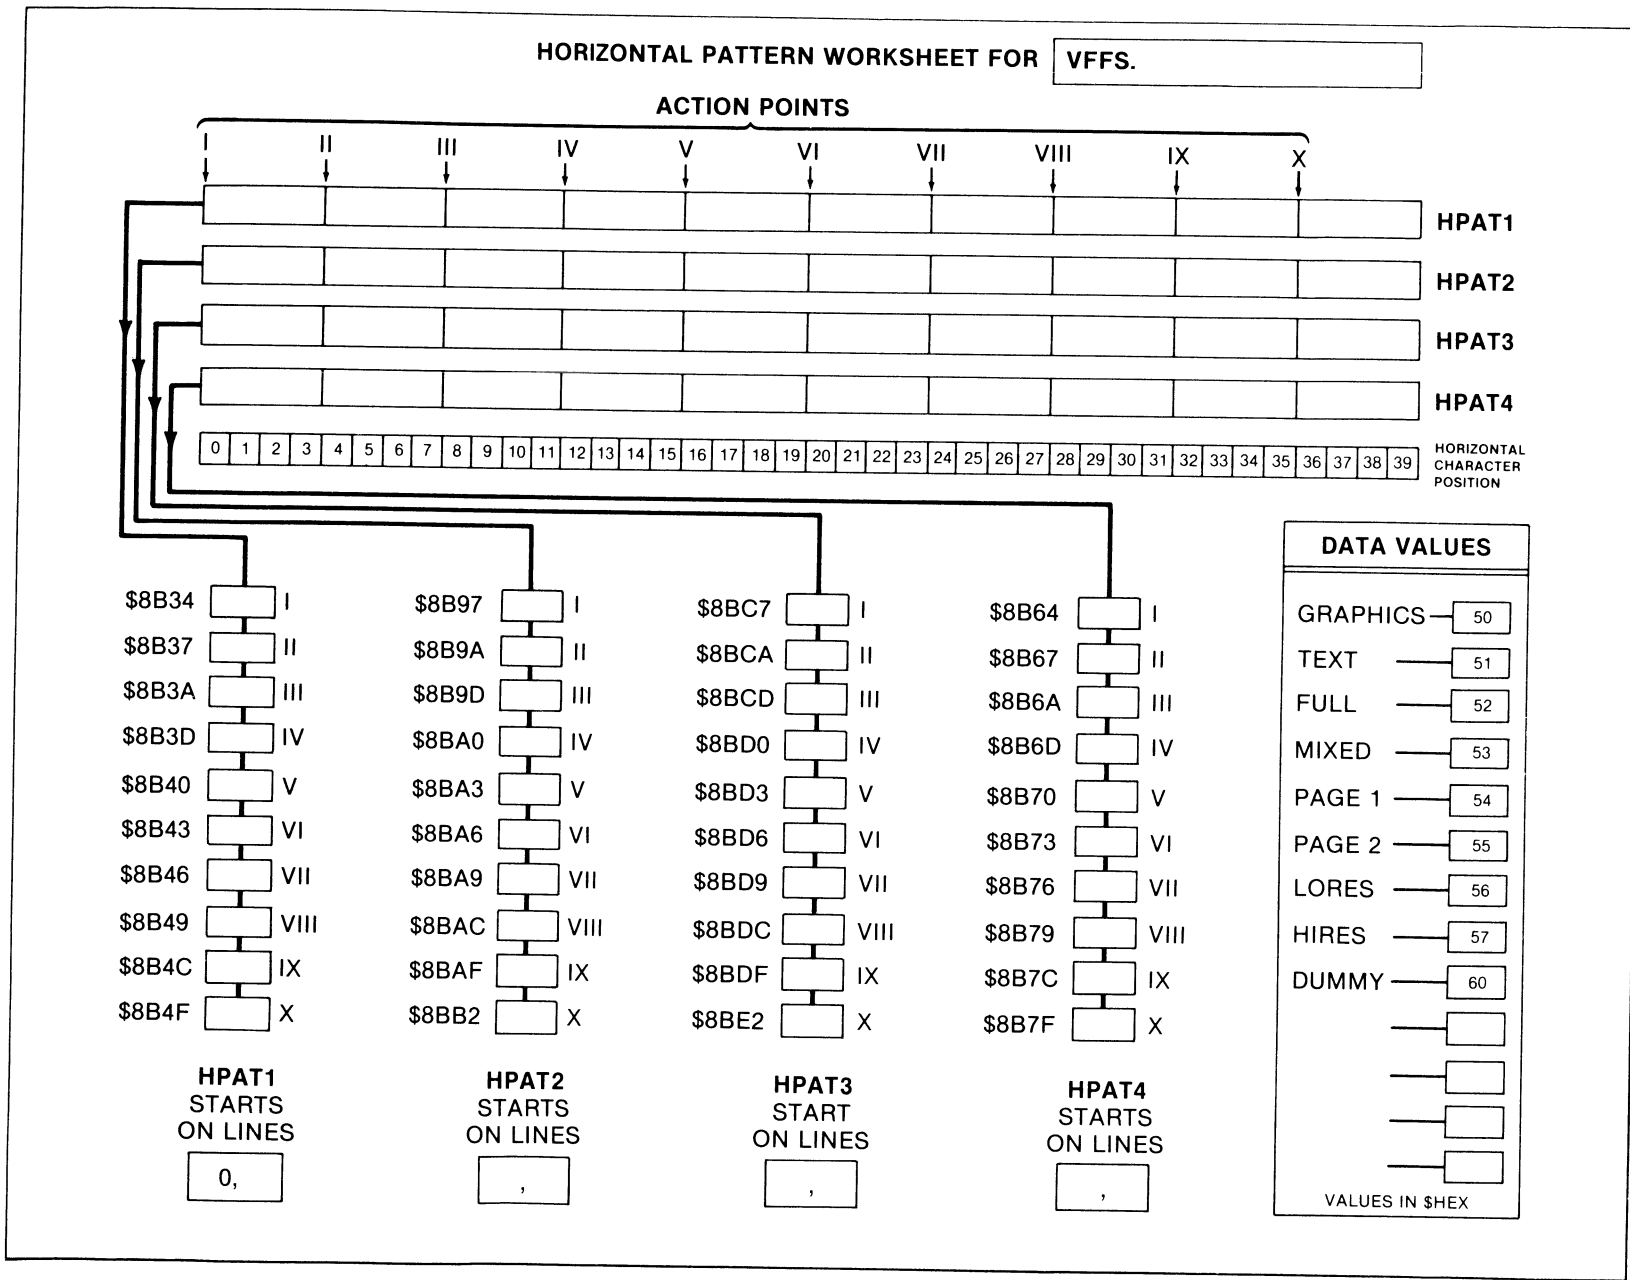 HORIZONTAL PATTERN WORKSHEET FOR VFFS.
ACTION POINTS
I II III IV V VI VII VIII IX X
HPAT1
HPAT2
HPAT3
HPAT4
0 1 2 3 4 5 6 7 8 9 10 11 12 13 14 15 16 17 18 19 20 21 22 23 24 25 26 27 28 29 30 31 32 33 34 35 36 37 38 39
HORIZONTAL
CHARACTER
POSITION
$8B34 I
$8B37 II
$8B3A III
$8B3D IV
$8B40 V
$8B43 VI
$8B46 VII
$8B49 VIII
$8B4C IX
$8B4F X
HPAT1
STARTS
ON LINES
0,
$8B97 I
$8B9A II
$8B9D III
$8BA0 IV
$8BA3 V
$8BA6 VI
$8BA9 VII
$8BAC VIII
$8BAF IX
$8BB2 X
HPAT2
STARTS
ON LINES
,
$8BC7 I
$8BCA II
$8BCD III
$8BD0 IV
$8BD3 V
$8BD6 VI
$8BD9 VII
$8BDC VIII
$8BDF IX
$8BE2 X
HPAT3
START
ON LINES
,
$8B64 I
$8B67 II
$8B6A III
$8B6D IV
$8B70 V
$8B73 VI
$8B76 VII
$8B79 VIII
$8B7C IX
$8B7F X
HPAT4
STARTS
ON LINES
,
DATA VALUES
GRAPHICS 50
TEXT 51
FULL 52
MIXED 53
PAGE 1 54
PAGE 2 55
LORES 56
HIRES 57
DUMMY 60
VALUES IN $HEX